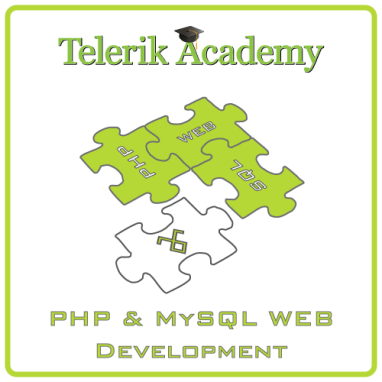 Telerik Academy
WEB
PHP
SQL
PHP & MySQL WEB
Development